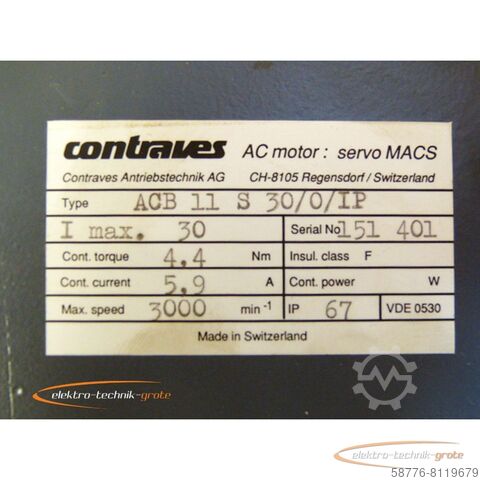 contraves AC motor: servo MACS
Contraves Antriebstechnik AG CH-8105 Regensdorf / Switzerland
Type ACB 11 S 30/0/IP
I max. 30 Serial No 151 401
Cont. torque 4,4 Nm Insul. class F
Cont. current 5,9 A Cont. power W
Max. speed 3000 min -1 IP 67 VDE 0530
Made in Switzerland
elektro-technik-grote
elektro-technik-grote
58776-8119679